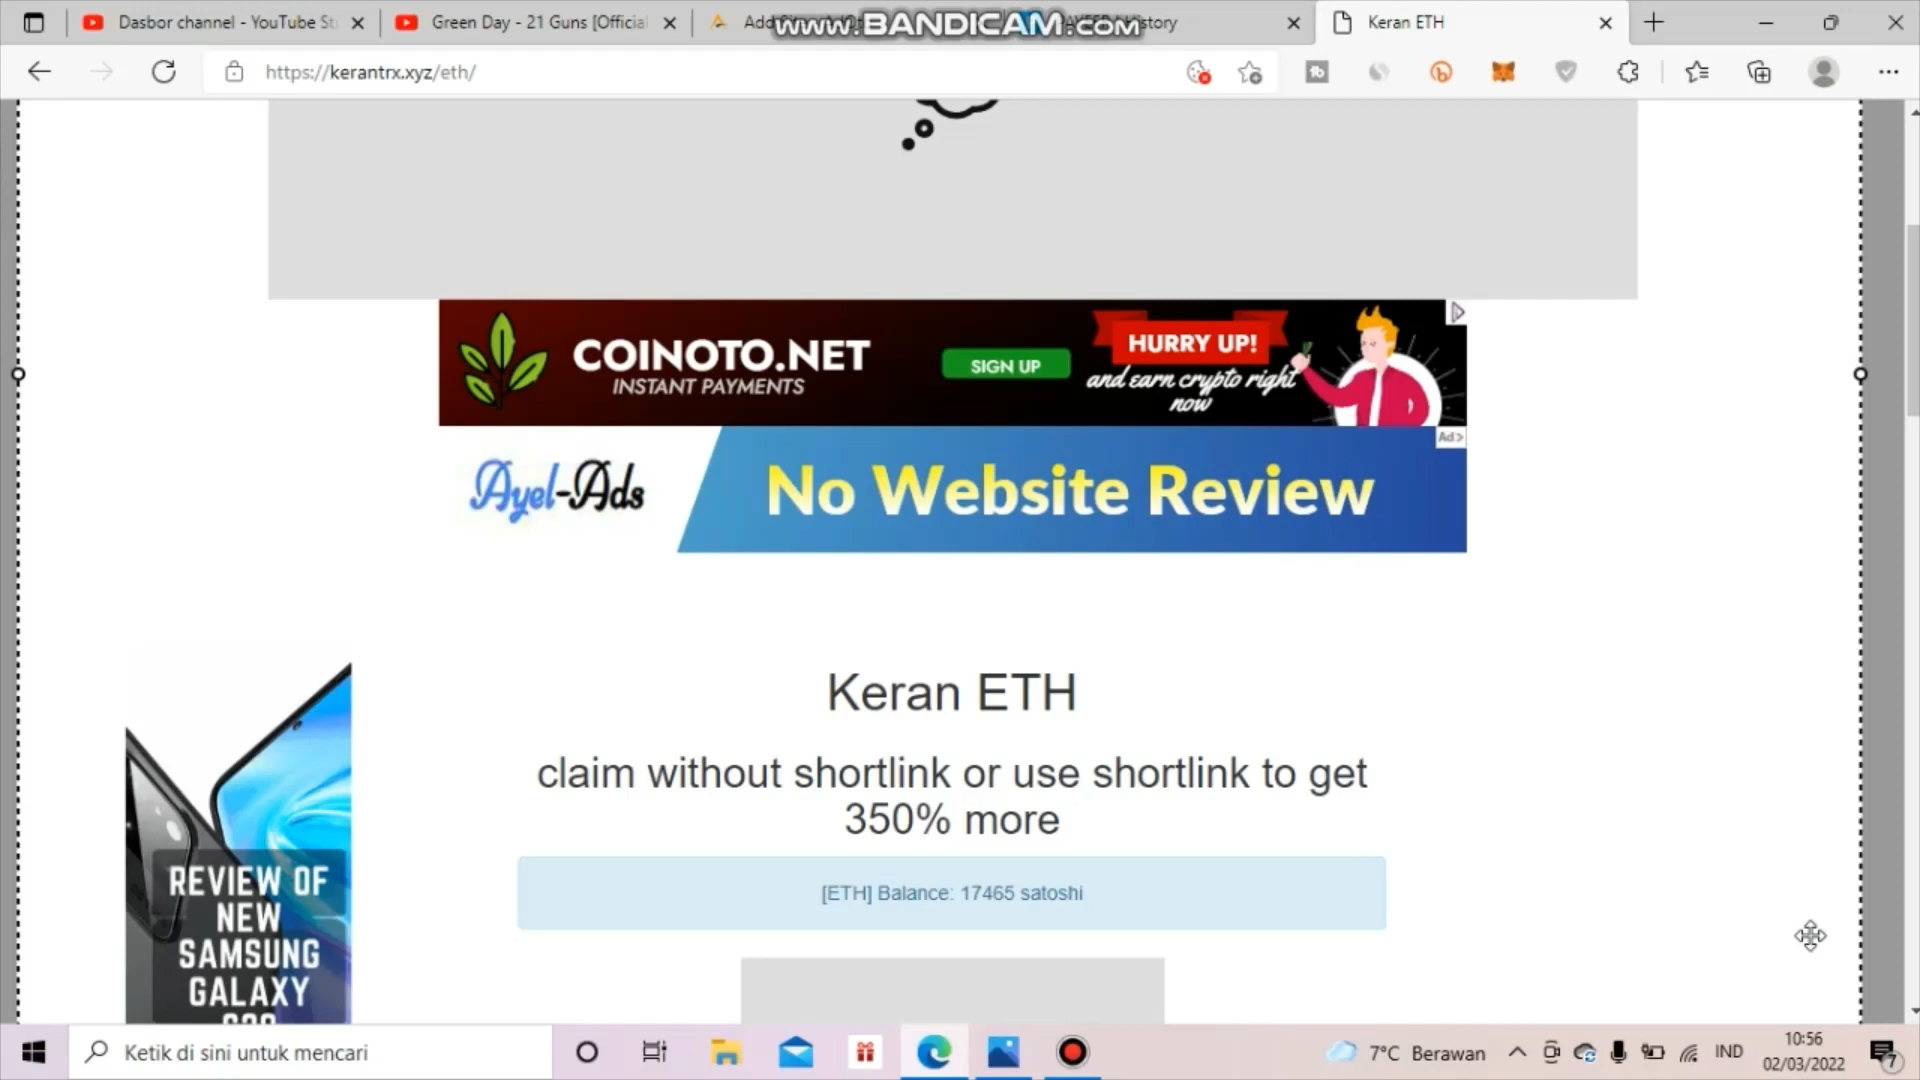 Dasbor channel - YouTube St
Green Day - 21 Guns [Official
www.BANDICAM.com
Keran ETH
https://kerantrx.xyz/eth/
COINOTO.NET
INSTANT PAYMENTS
SIGN UP
HURRY UP!
and earn crypto right
now
Ad
Ayel-Ads
No Website Review
Keran ETH
claim without shortlink or use shortlink to get
350% more
[ETH] Balance: 17465 satoshi
REVIEW OF
NEW
SAMSUNG
GALAXY
Ketik di sini untuk mencari
7°C Berawan
IND
10:56
02/03/2022
7